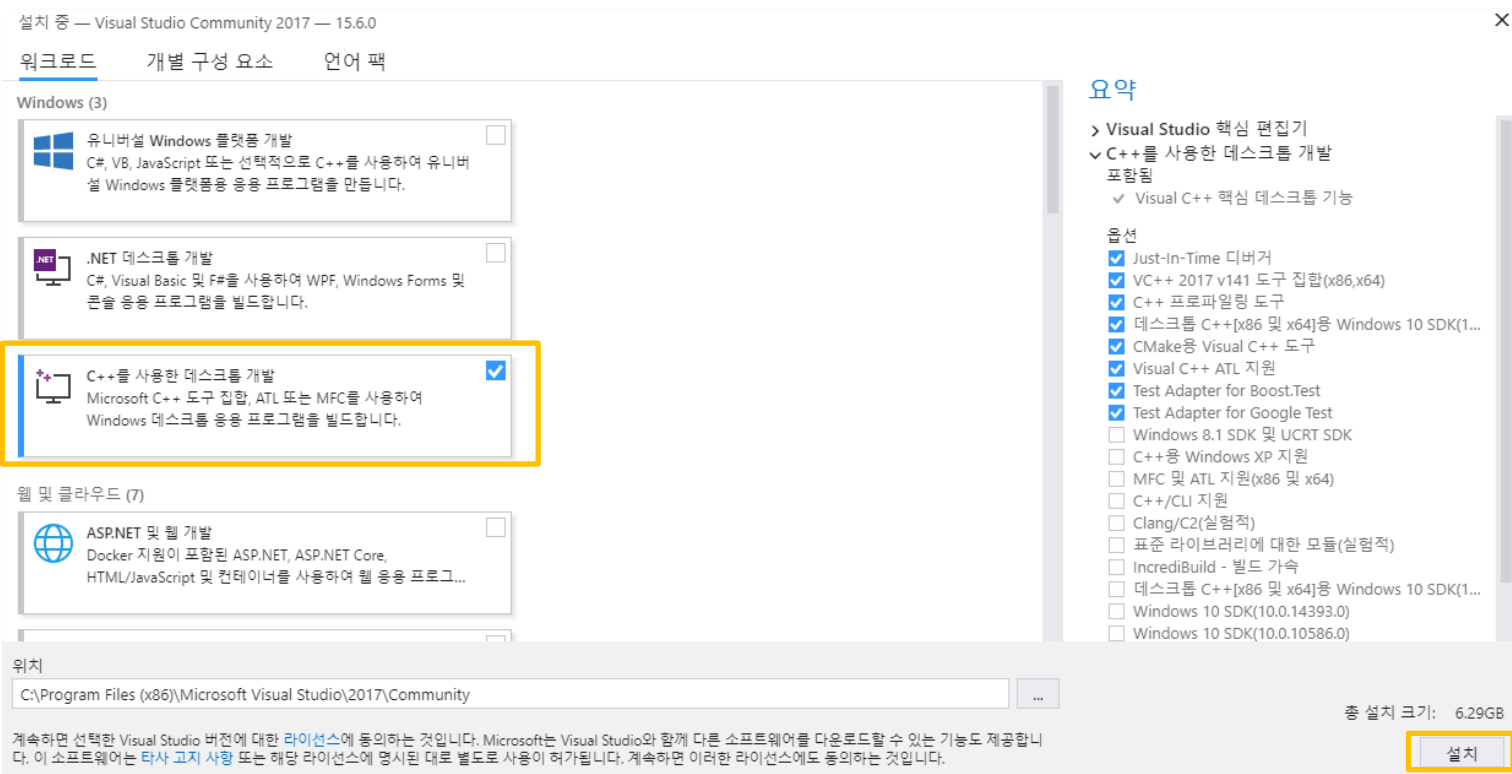 설치 중 — Visual Studio Community 2017 — 15.6.0
워크로드 개별 구성 요소 언어 팩
Windows (3)
유니버설 Windows 플랫폼 개발
C#, VB, JavaScript 또는 선택적으로 C++를 사용하여 유니버
설 Windows 플랫폼용 응용 프로그램을 만듭니다.
.NET
.NET 데스크톱 개발
C#, Visual Basic 및 F#을 사용하여 WPF, Windows Forms 및
콘솔 응용 프로그램을 빌드합니다.
C++를 사용한 데스크톱 개발
Microsoft C++ 도구 집합, ATL 또는 MFC를 사용하여
Windows 데스크톱 응용 프로그램을 빌드합니다.
웹 및 클라우드 (7)
ASP.NET 및 웹 개발
Docker 지원이 포함된 ASP.NET, ASP.NET Core,
HTML/JavaScript 및 컨테이너를 사용하여 웹 응용 프로그...
요약
Visual Studio 핵심 편집기
C++를 사용한 데스크톱 개발
포함됨
Visual C++ 핵심 데스크톱 기능
옵션
Just-In-Time 디버거
VC++ 2017 v141 도구 집합(x86,x64)
C++ 프로파일링 도구
데스크톱 C++[x86 및 x64]용 Windows 10 SDK(1...
CMake용 Visual C++ 도구
Visual C++ ATL 지원
Test Adapter for Boost.Test
Test Adapter for Google Test
Windows 8.1 SDK 및 UCRT SDK
C++용 Windows XP 지원
MFC 및 ATL 지원(x86 및 x64)
C++/CLI 지원
Clang/C2(실험적)
표준 라이브러리에 대한 모듈(실험적)
IncrediBuild - 빌드 가속
데스크톱 C++[x86 및 x64]용 Windows 10 SDK(1...
Windows 10 SDK(10.0.14393.0)
Windows 10 SDK(10.0.10586.0)
위치
C:\Program Files (x86)\Microsoft Visual Studio\2017\Community
...
총 설치 크기: 6.29GB
계속하면 선택한 Visual Studio 버전에 대한 라이선스에 동의하는 것입니다. Microsoft는 Visual Studio와 함께 다른 소프트웨어를 다운로드할 수 있는 기능도 제공합니
다. 이 소프트웨어는 타사 고지 사항 또는 해당 라이선스에 명시된 대로 별도로 사용이 허가됩니다. 계속하면 이러한 라이선스에도 동의하는 것입니다.
설치